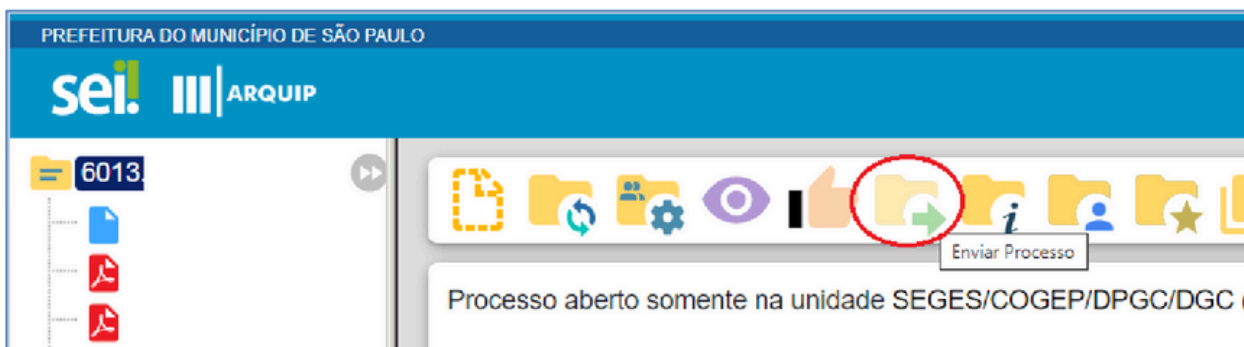 PREFEITURA DO MUNICÍPIO DE SÃO PAULO
sei! ARQUIP
6013.
Enviar Processo
Processo aberto somente na unidade SEGES/COGEP/DPGC/DGC (